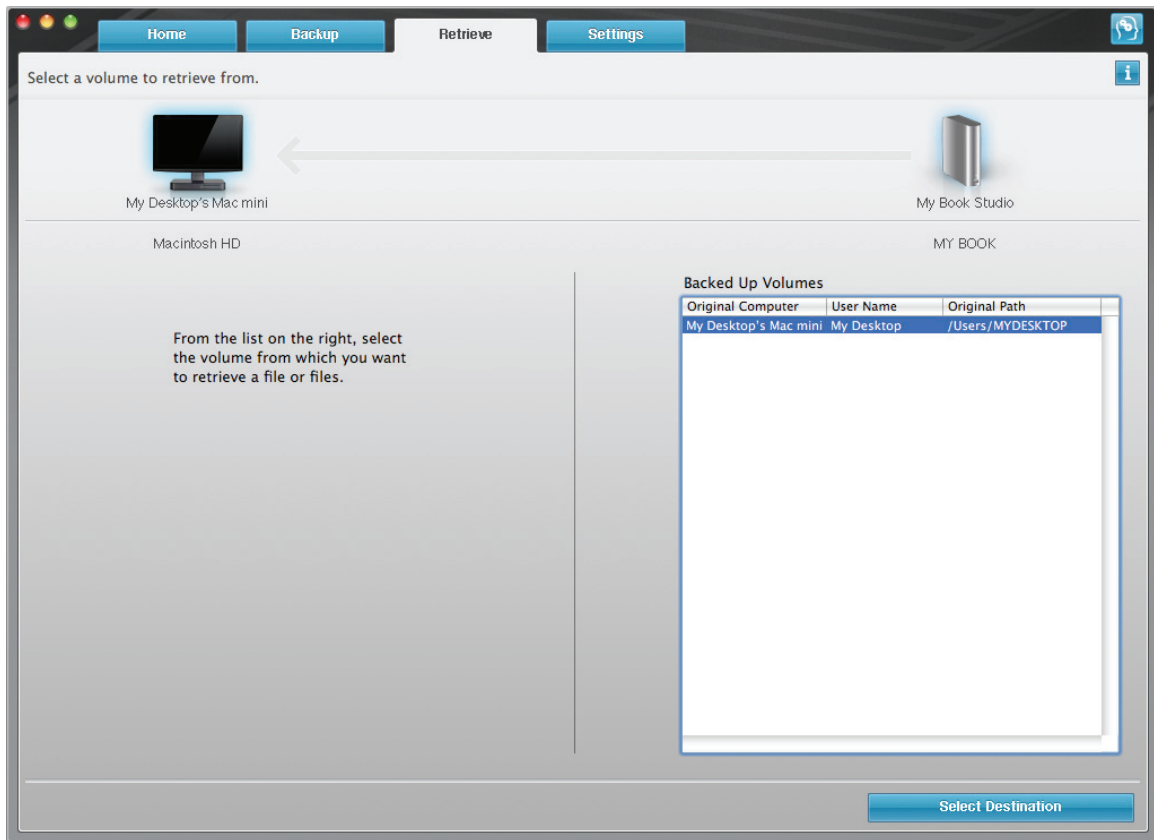 Home Backup Retrieve Settings
Select a volume to retrieve from.
i
My Desktop's Mac mini My Book Studio
Macintosh HD MY BOOK
Backed Up Volumes
Original Computer User Name Original Path
My Desktop's Mac mini My Desktop /Users/MYDESKTOP
From the list on the right, select
the volume from which you want
to retrieve a file or files.
Select Destination